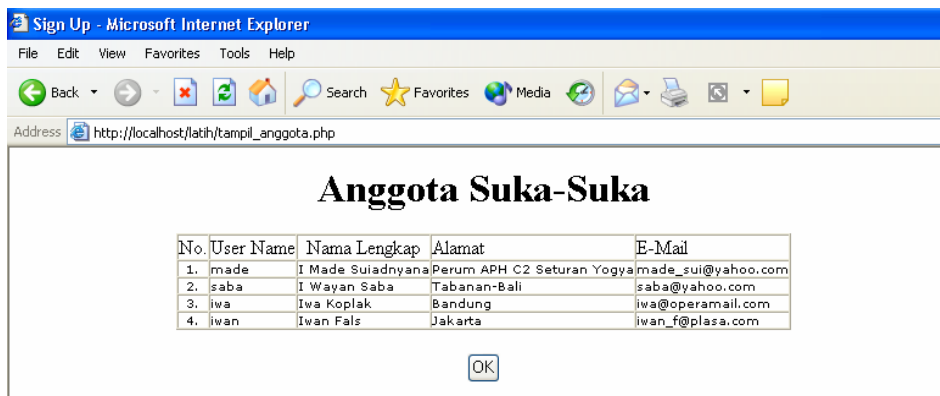 Sign Up - Microsoft Internet Explorer
File Edit View Favorites Tools Help
Back Search Favorites Media
Address http://localhost/latih/tampil_anggota.php
Anggota Suka-Suka
No. User Name Nama Lengkap Alamat E-Mail
1. made I Made Suiadnyana Perum APH C2 Seturan Yogya made_sui@yahoo.com
2. saba I Wayan Saba Tabanan-Bali saba@yahoo.com
3. iwa Iwa Koplak Bandung iwa@operamail.com
4. iwan Iwan Fals Jakarta iwan_f@plasa.com
OK